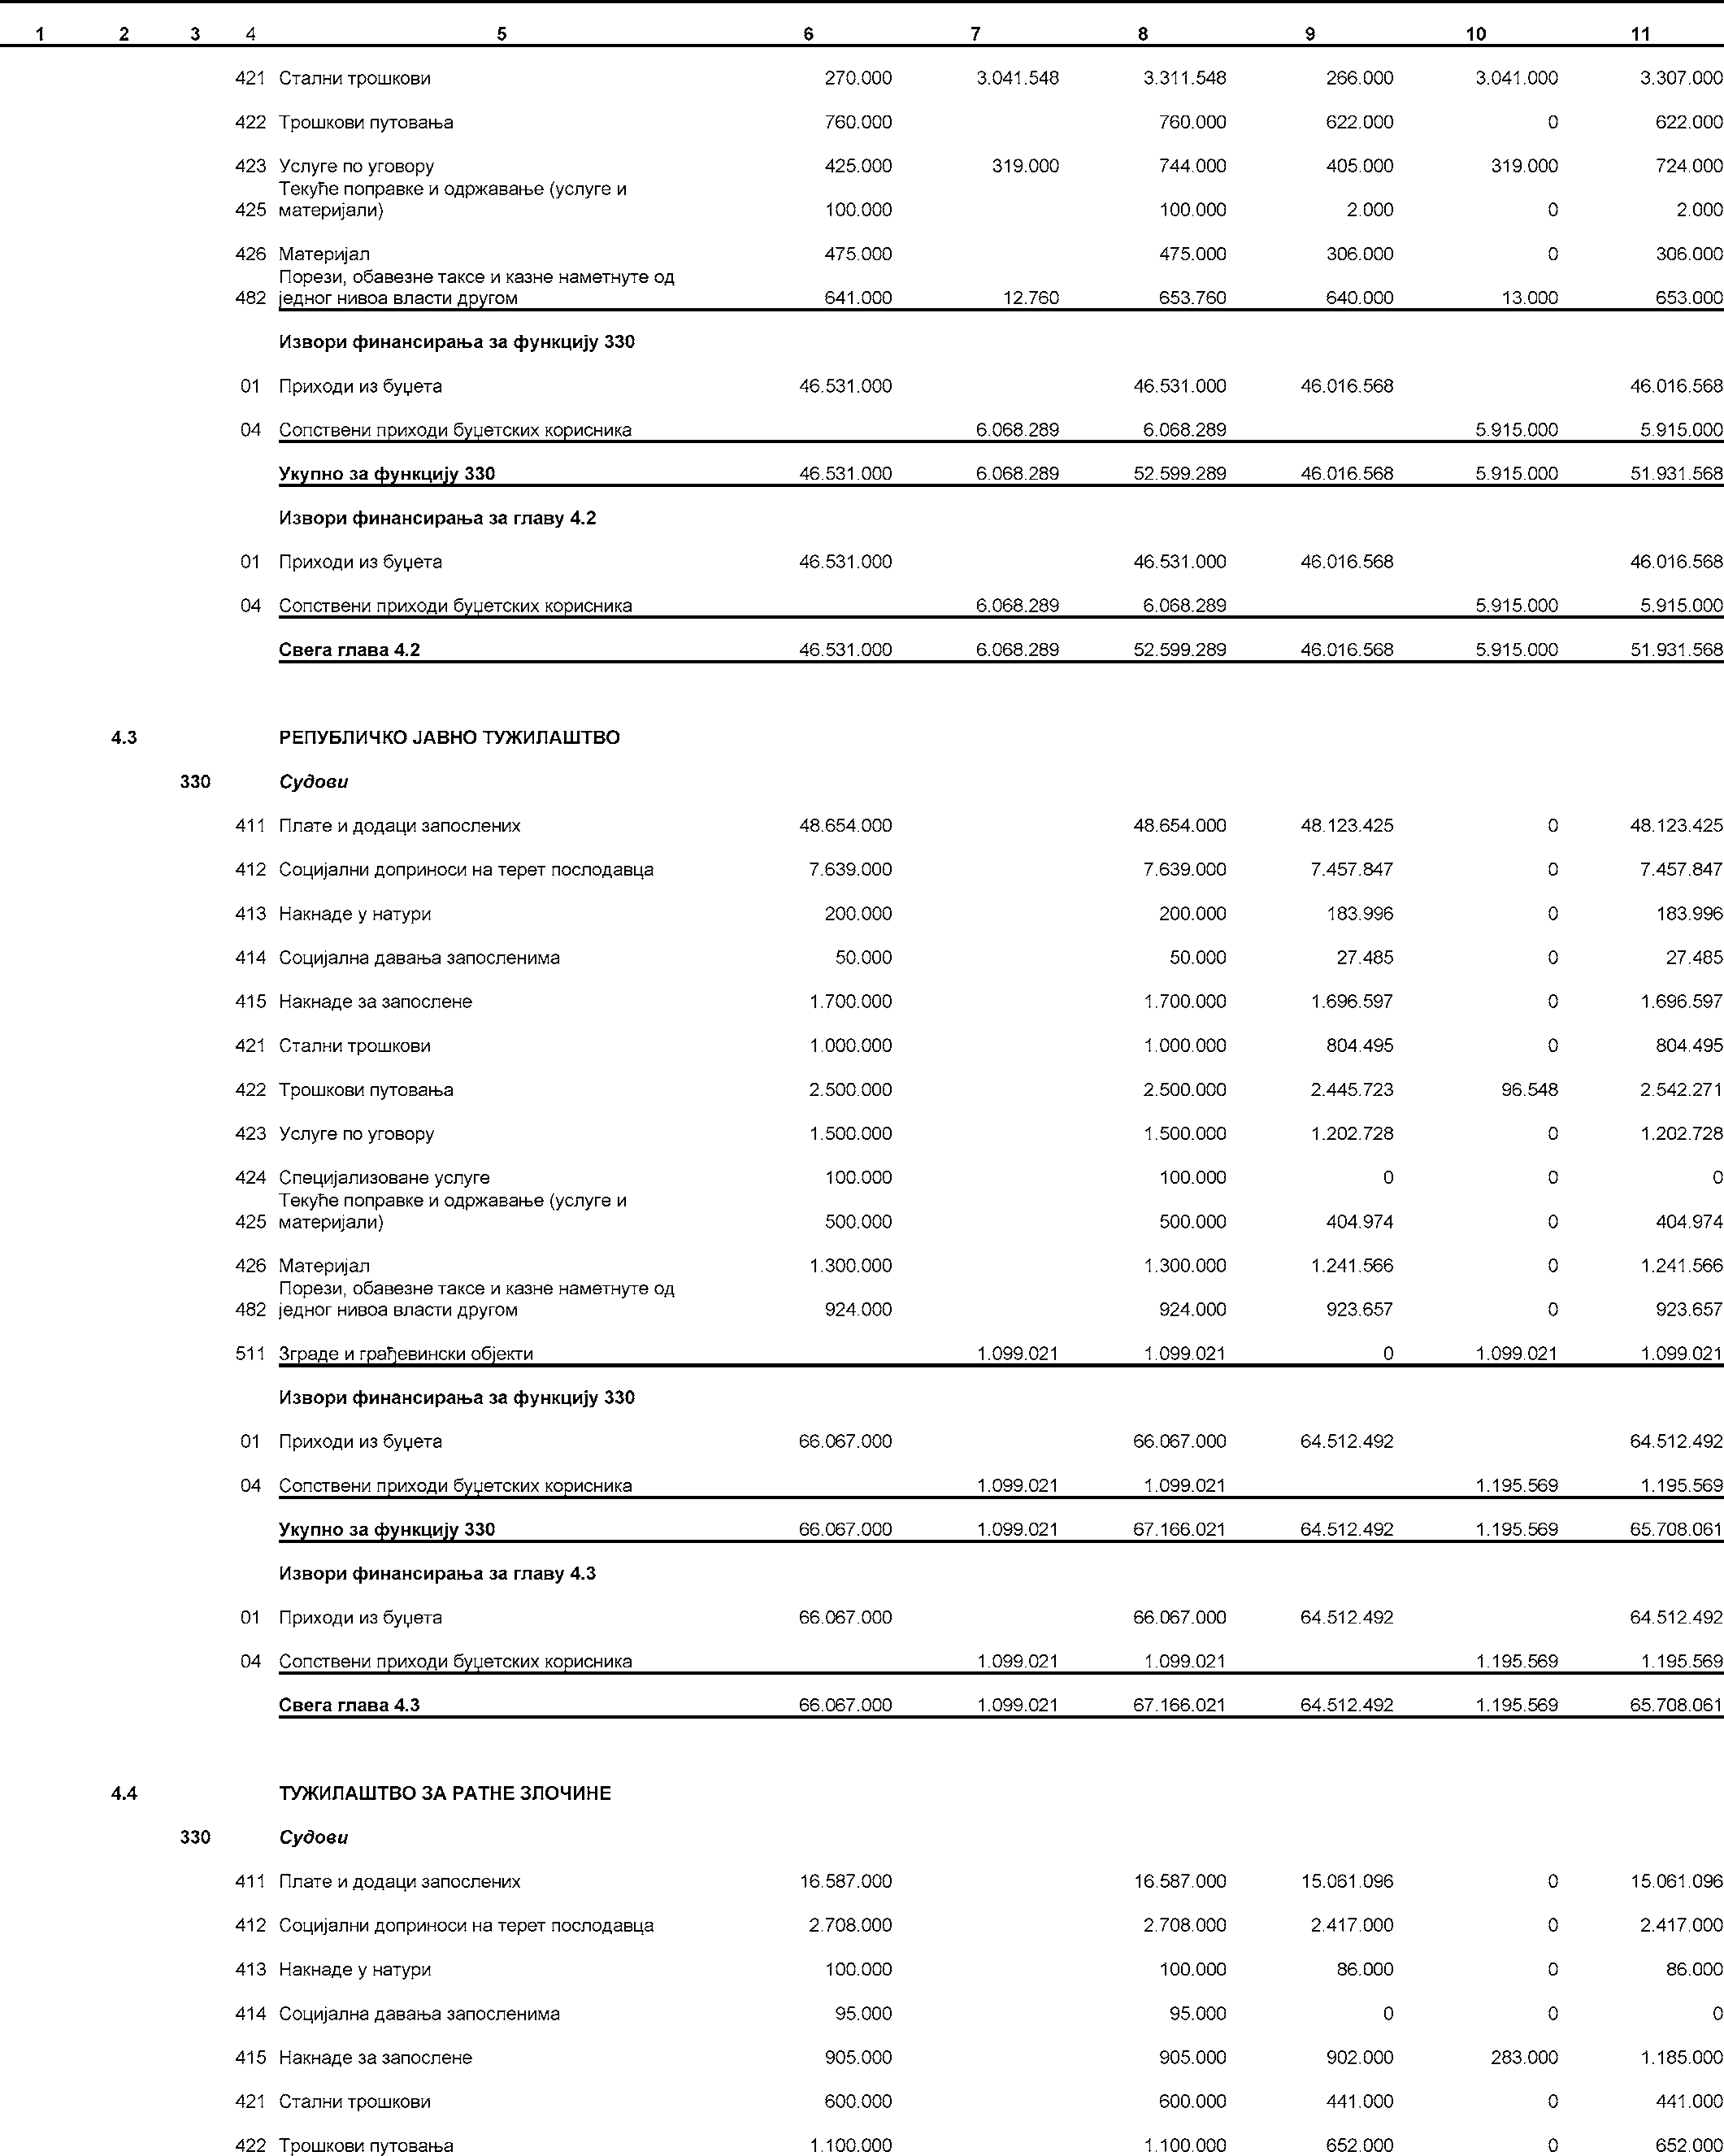 1 2 3 4 5 6 7 8 9 10 11
421 Стални трошкови 270.000 3.041.548 3.311.548 266.000 3.041.000 3.307.000
422 Трошкови путовања 760.000 760.000 622.000 0 622.000
423 Услуге по уговору 425.000 319.000 744.000 405.000 319.000 724.000
Текуће поправке и одржавање (услуге и
425 материјали) 100.000 100.000 2.000 0 2.000
426 Материјал 475.000 475.000 306.000 0 306.000
Порези, обавезне таксе и казне наметнуте од
482 једног нивоа власти другом 641.000 12.760 653.760 640.000 13.000 653.000
Извори финансирања за функцију 330
01 Приходи из буџета 46.531.000 46.531.000 46.016.568 46.016.568
04 Сопствени приходи буџетских корисника 6.068.289 6.068.289 5.915.000 5.915.000
Укупно за функцију 330 46.531.000 6.068.289 52.599.289 46.016.568 5.915.000 51.931.568
Извори финансирања за главу 4.2
01 Приходи из буџета 46.531.000 46.531.000 46.016.568 46.016.568
04 Сопствени приходи буџетских корисника 6.068.289 6.068.289 5.915.000 5.915.000
Свега глава 4.2 46.531.000 6.068.289 52.599.289 46.016.568 5.915.000 51.931.568
4.3 РЕПУБЛИЧКО ЈАВНО ТУЖИЛАШТВО
330 Судови
411 Плате и додаци запослених 48.654.000 48.654.000 48.123.425 0 48.123.425
412 Социјални доприноси на терет послодавца 7.639.000 7.639.000 7.457.847 0 7.457.847
413 Накнаде у натури 200.000 200.000 183.996 0 183.996
414 Социјална давања запосленима 50.000 50.000 27.485 0 27.485
415 Накнаде за запослене 1.700.000 1.700.000 1.696.597 0 1.696.597
421 Стални трошкови 1.000.000 1.000.000 804.495 0 804.495
422 Трошкови путовања 2.500.000 2.500.000 2.445.723 96.548 2.542.271
423 Услуге по уговору 1.500.000 1.500.000 1.202.728 0 1.202.728
424 Специјализоване услуге 100.000 100.000 0 0 0
Текуће поправке и одржавање (услуге и
425 материјали) 500.000 500.000 404.974 0 404.974
426 Материјал 1.300.000 1.300.000 1.241.566 0 1.241.566
Порези, обавезне таксе и казне наметнуте од
482 једног нивоа власти другом 924.000 924.000 923.657 0 923.657
511 Зграде и грађевински објекти 1.099.021 1.099.021 0 1.099.021 1.099.021
Извори финансирања за функцију 330
01 Приходи из буџета 66.067.000 66.067.000 64.512.492 64.512.492
04 Сопствени приходи буџетских корисника 1.099.021 1.099.021 1.195.569 1.195.569
Укупно за функцију 330 66.067.000 1.099.021 67.166.021 64.512.492 1.195.569 65.708.061
Извори финансирања за главу 4.3
01 Приходи из буџета 66.067.000 66.067.000 64.512.492 64.512.492
04 Сопствени приходи буџетских корисника 1.099.021 1.099.021 1.195.569 1.195.569
Свега глава 4.3 66.067.000 1.099.021 67.166.021 64.512.492 1.195.569 65.708.061
4.4 ТУЖИЛАШТВО ЗА РАТНЕ ЗЛОЧИНЕ
330 Судови
411 Плате и додаци запослених 16.587.000 16.587.000 15.061.096 0 15.061.096
412 Социјални доприноси на терет послодавца 2.708.000 2.708.000 2.417.000 0 2.417.000
413 Накнаде у натури 100.000 100.000 86.000 0 86.000
414 Социјална давања запосленима 95.000 95.000 0 0 0
415 Накнаде за запослене 905.000 905.000 902.000 283.000 1.185.000
421 Стални трошкови 600.000 600.000 441.000 0 441.000
422 Трошкови путовања 1.100.000 1.100.000 652.000 0 652.000